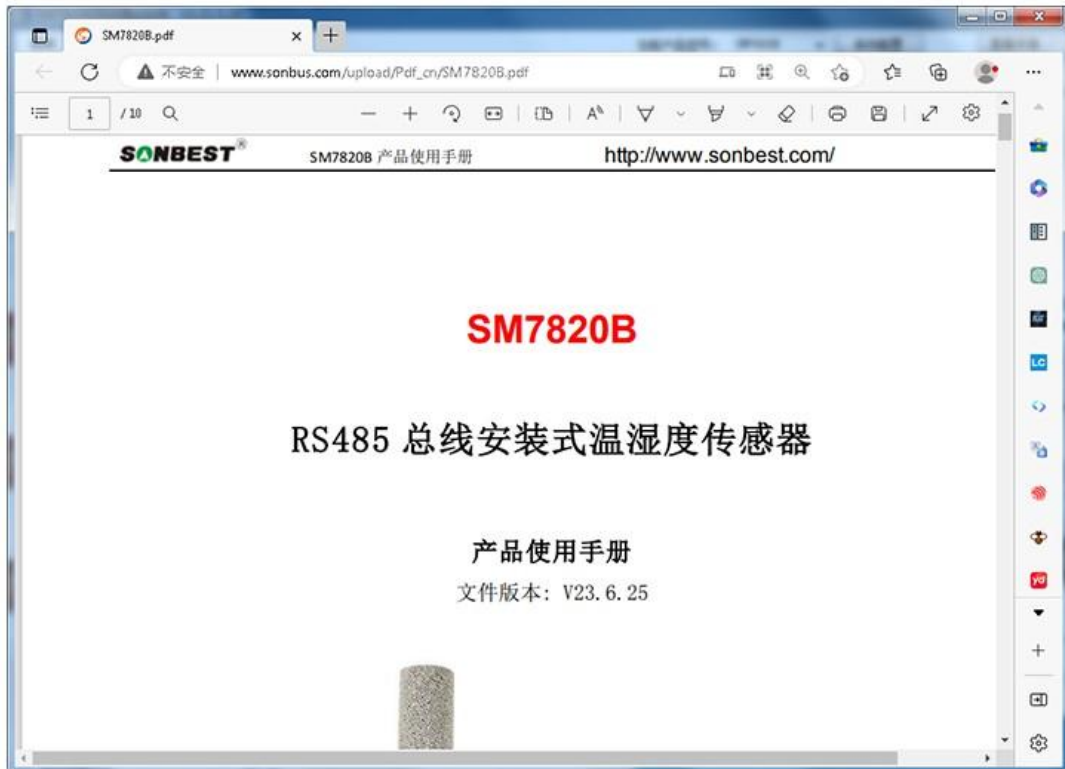 SM7820B.pdf
不安全 | www.sonbus.com/upload/Pdf_cn/SM7820B.pdf
1 / 10
SONBEST® SM7820B 产品使用手册 http://www.sonbest.com/
SM7820B
RS485 总线安装式温湿度传感器
产品使用手册
文件版本: V23.6.25
LC
yd